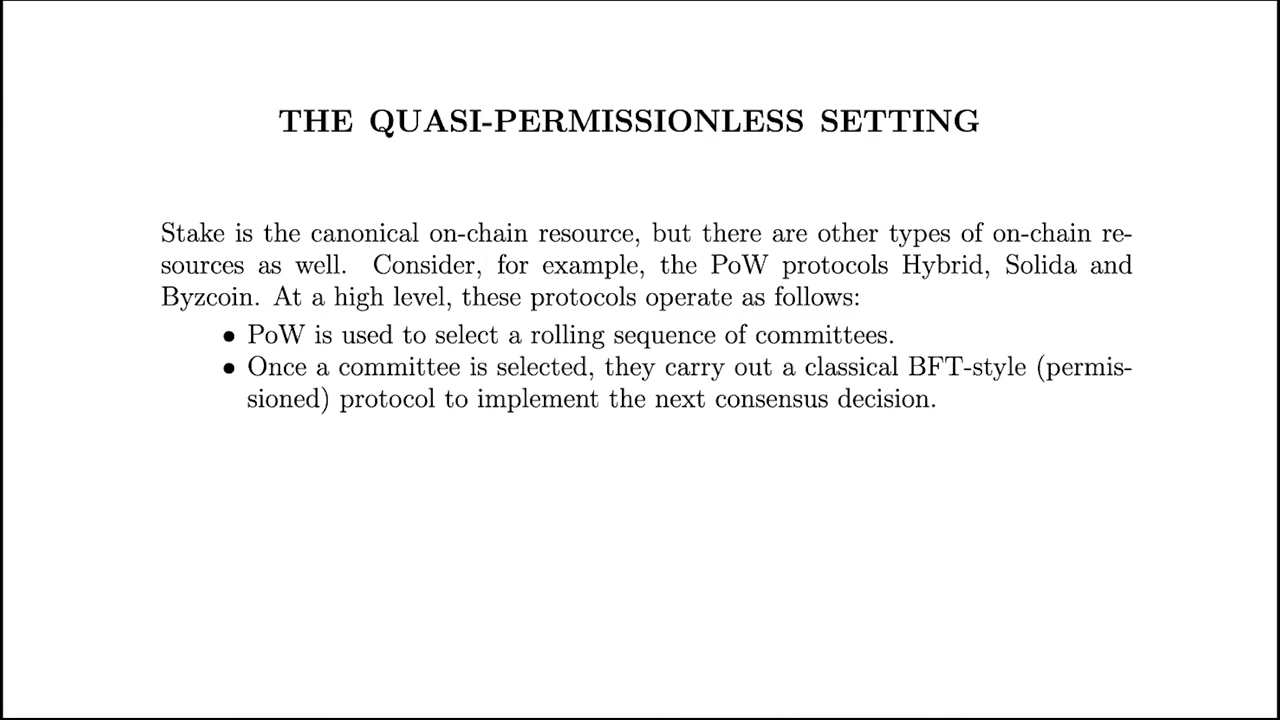 THE QUASI-PERMISSIONLESS SETTING
Stake is the canonical on-chain resource, but there are other types of on-chain re-
sources as well. Consider, for example, the PoW protocols Hybrid, Solida and
Byzcoin. At a high level, these protocols operate as follows:
• PoW is used to select a rolling sequence of committees.
• Once a committee is selected, they carry out a classical BFT-style (permis-
sioned) protocol to implement the next consensus decision.